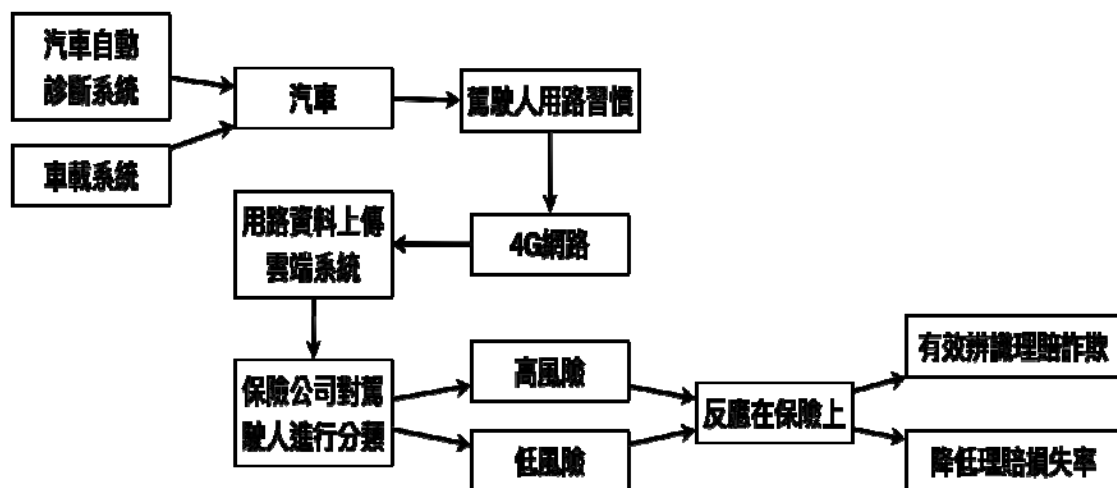 汽車自動
診斷系統
車載系統
汽車
駕駛人用路習慣
4G網路
用路資料上傳
雲端系統
保險公司對駕
駛人進行分類
高風險
低風險
反應在保險上
有效辨識理賠詐欺
降低理賠損失率